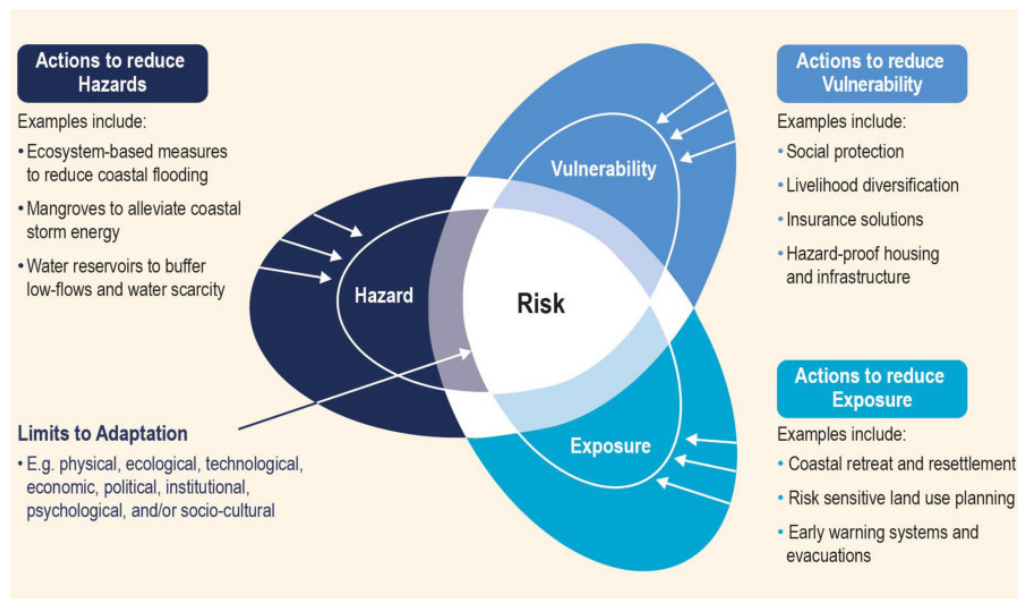 Actions to reduce
Hazards
Examples include:
• Ecosystem-based measures
to reduce coastal flooding
• Mangroves to alleviate coastal
storm energy
• Water reservoirs to buffer
low-flows and water scarcity
Limits to Adaptation
• E.g. physical, ecological, technological,
economic, political, institutional,
psychological, and/or socio-cultural
Vulnerability
Hazard
Risk
Exposure
Actions to reduce
Vulnerability
Examples include:
• Social protection
• Livelihood diversification
• Insurance solutions
• Hazard-proof housing
and infrastructure
Actions to reduce
Exposure
Examples include:
• Coastal retreat and resettlement
• Risk sensitive land use planning
• Early warning systems and
evacuations